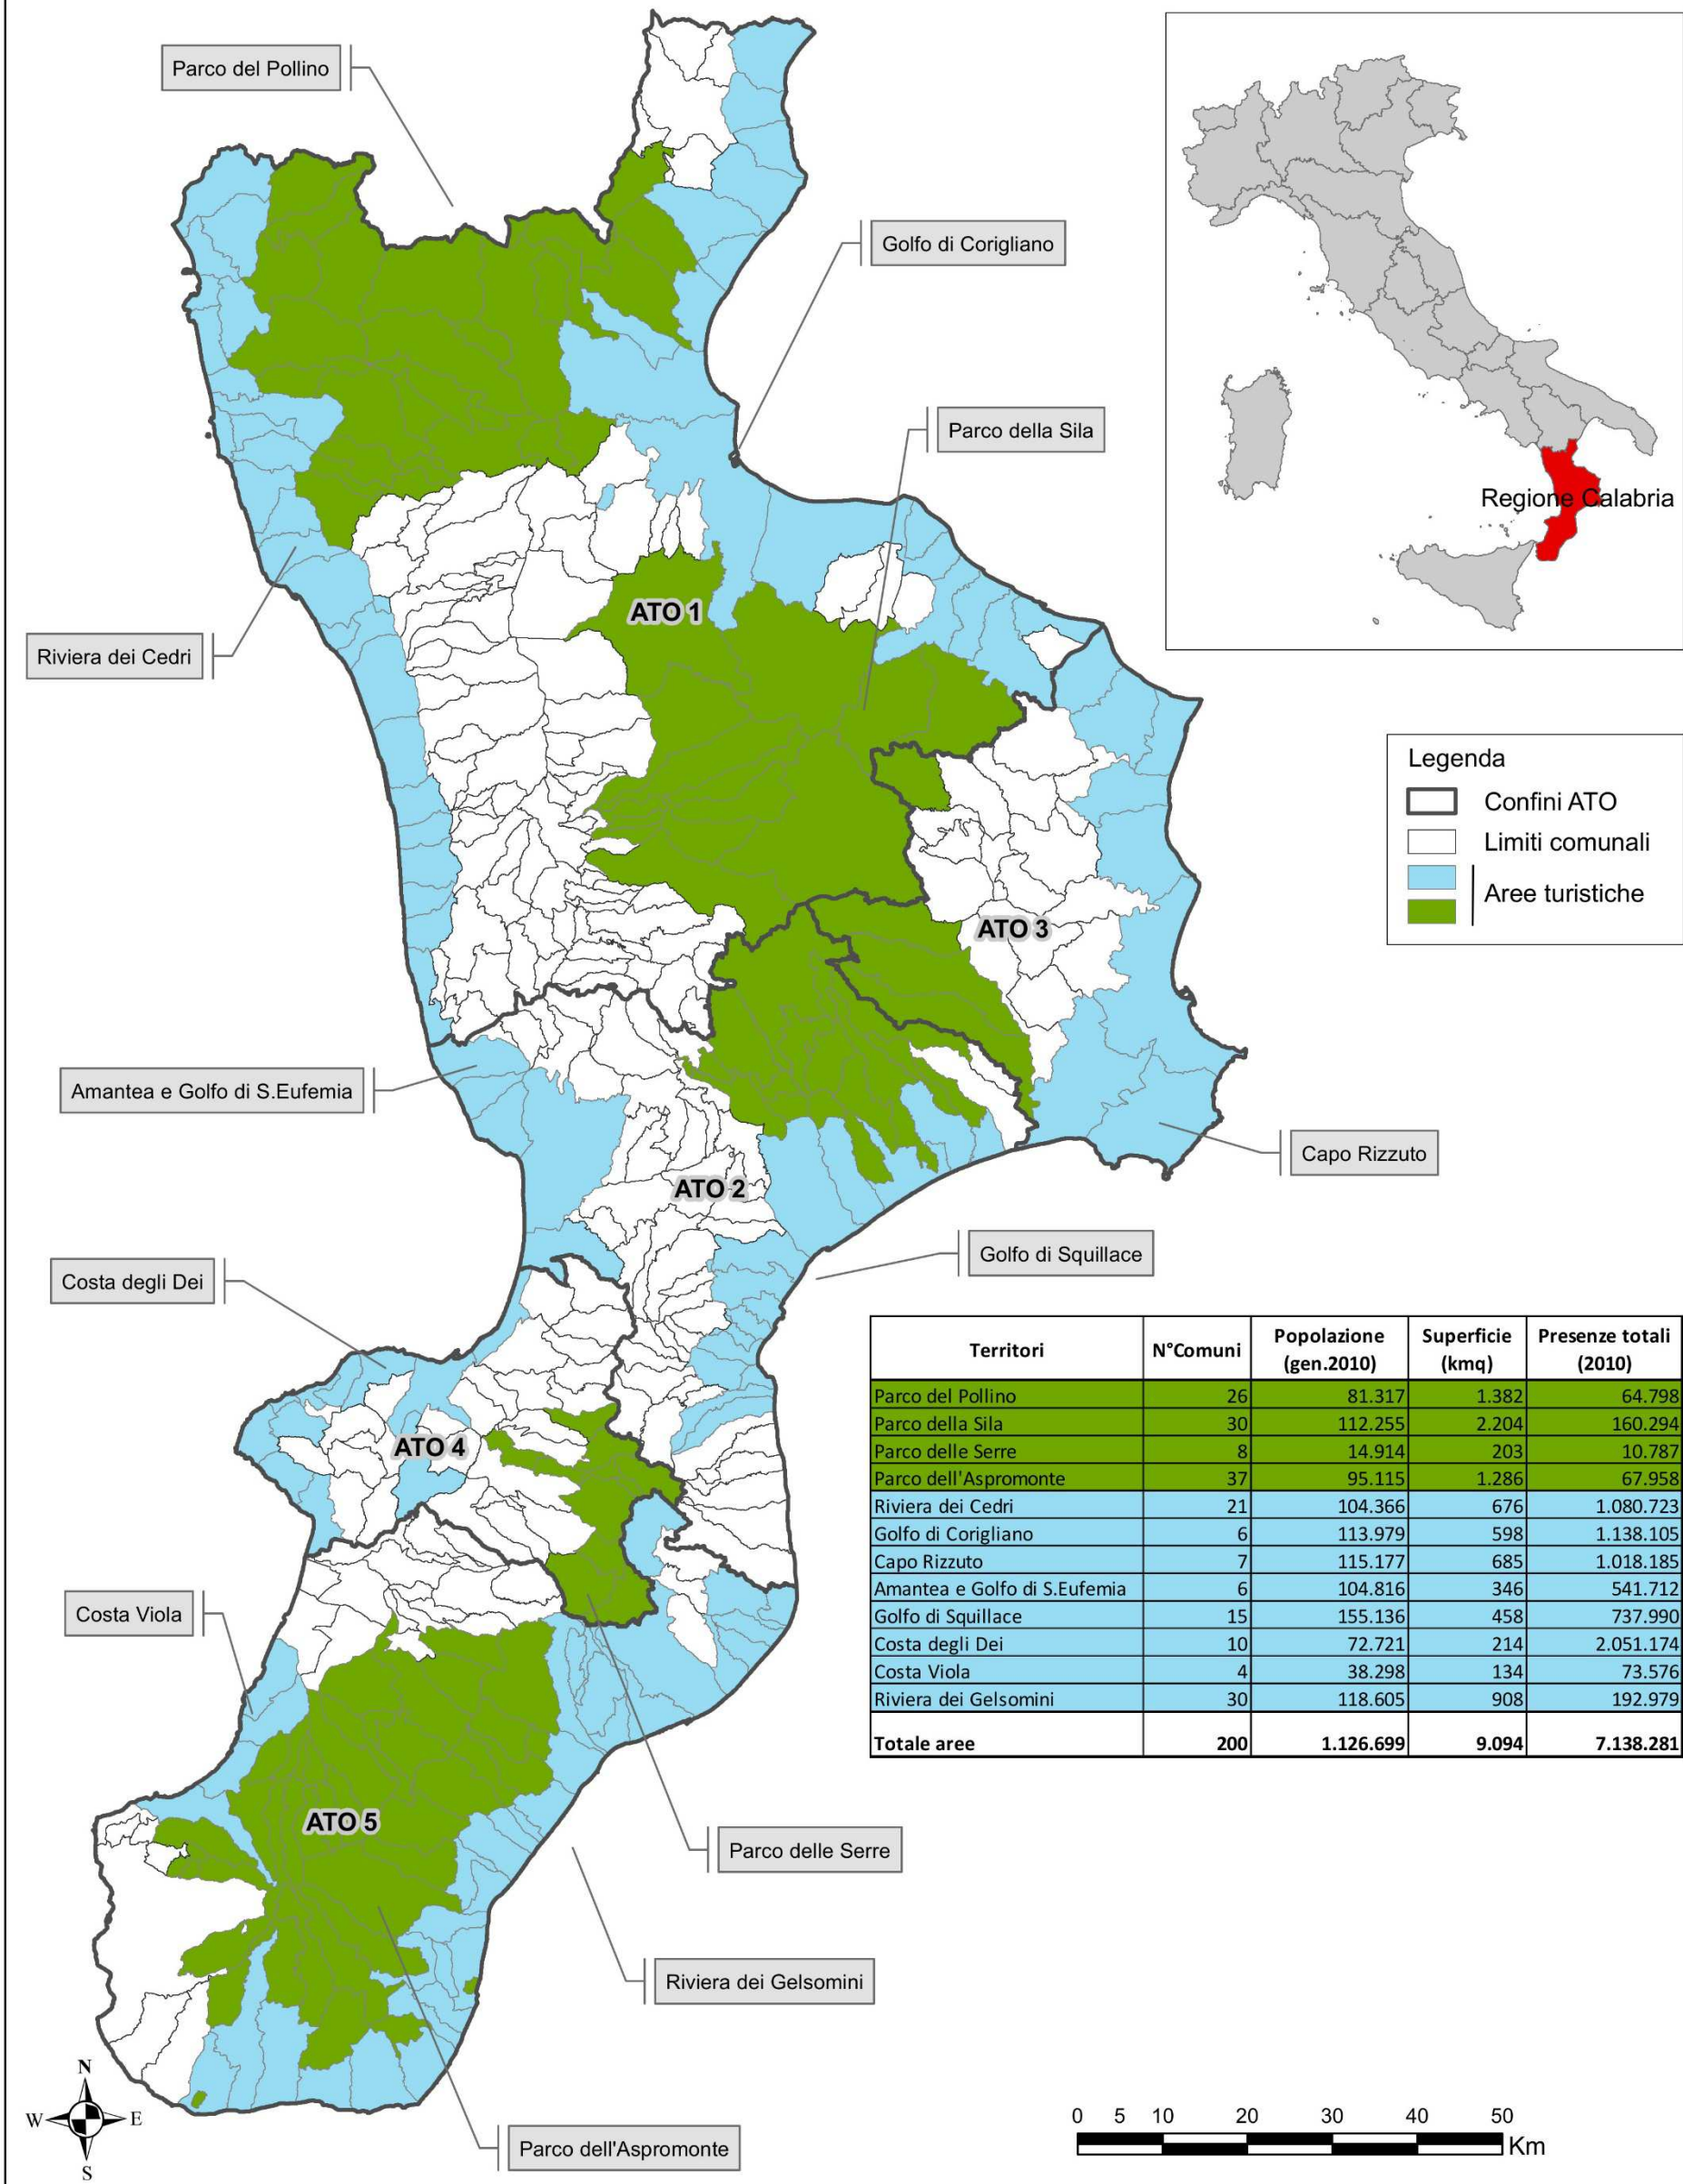 Parco del Pollino
Golfo di Corigliano
Parco della Sila
Regione Calabria
ATO 1
Riviera dei Cedri
Legenda
Confini ATO
Limiti comunali
Aree turistiche
ATO 3
Amantea e Golfo di S.Eufemia
Capo Rizzuto
ATO 2
Golfo di Squillace
Costa degli Dei
Territori N°Comuni Popolazione (gen.2010) Superficie (kmq) Presenze totali (2010)
Parco del Pollino 26 81.317 1.382 64.798
Parco della Sila 30 112.255 2.204 160.294
Parco delle Serre 8 14.914 203 10.787
Parco dell'Aspromonte 37 95.115 1.286 67.958
Riviera dei Cedri 21 104.366 676 1.080.723
Golfo di Corigliano 6 113.979 598 1.138.105
Capo Rizzuto 7 115.177 685 1.018.185
Amantea e Golfo di S.Eufemia 6 104.816 346 541.712
Golfo di Squillace 15 155.136 458 737.990
Costa degli Dei 10 72.721 214 2.051.174
Costa Viola 4 38.298 134 73.576
Riviera dei Gelsomini 30 118.605 908 192.979
Totale aree 200 1.126.699 9.094 7.138.281
ATO 4
Costa Viola
ATO 5
Parco delle Serre
Riviera dei Gelsomini
Parco dell'Aspromonte
N
W E
S
0 5 10 20 30 40 50
Km